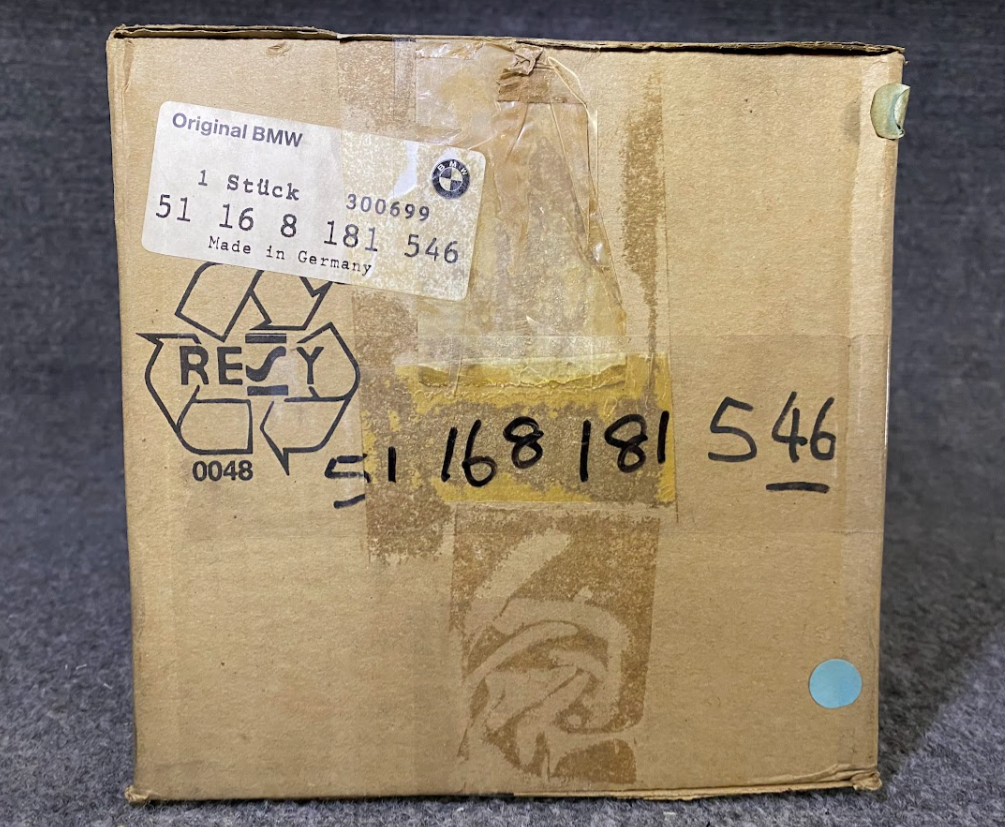 Original BMW
BMW
1 Stück 300699
51 16 8 181 546
Made in Germany
RESY
0048
51 168 181 546